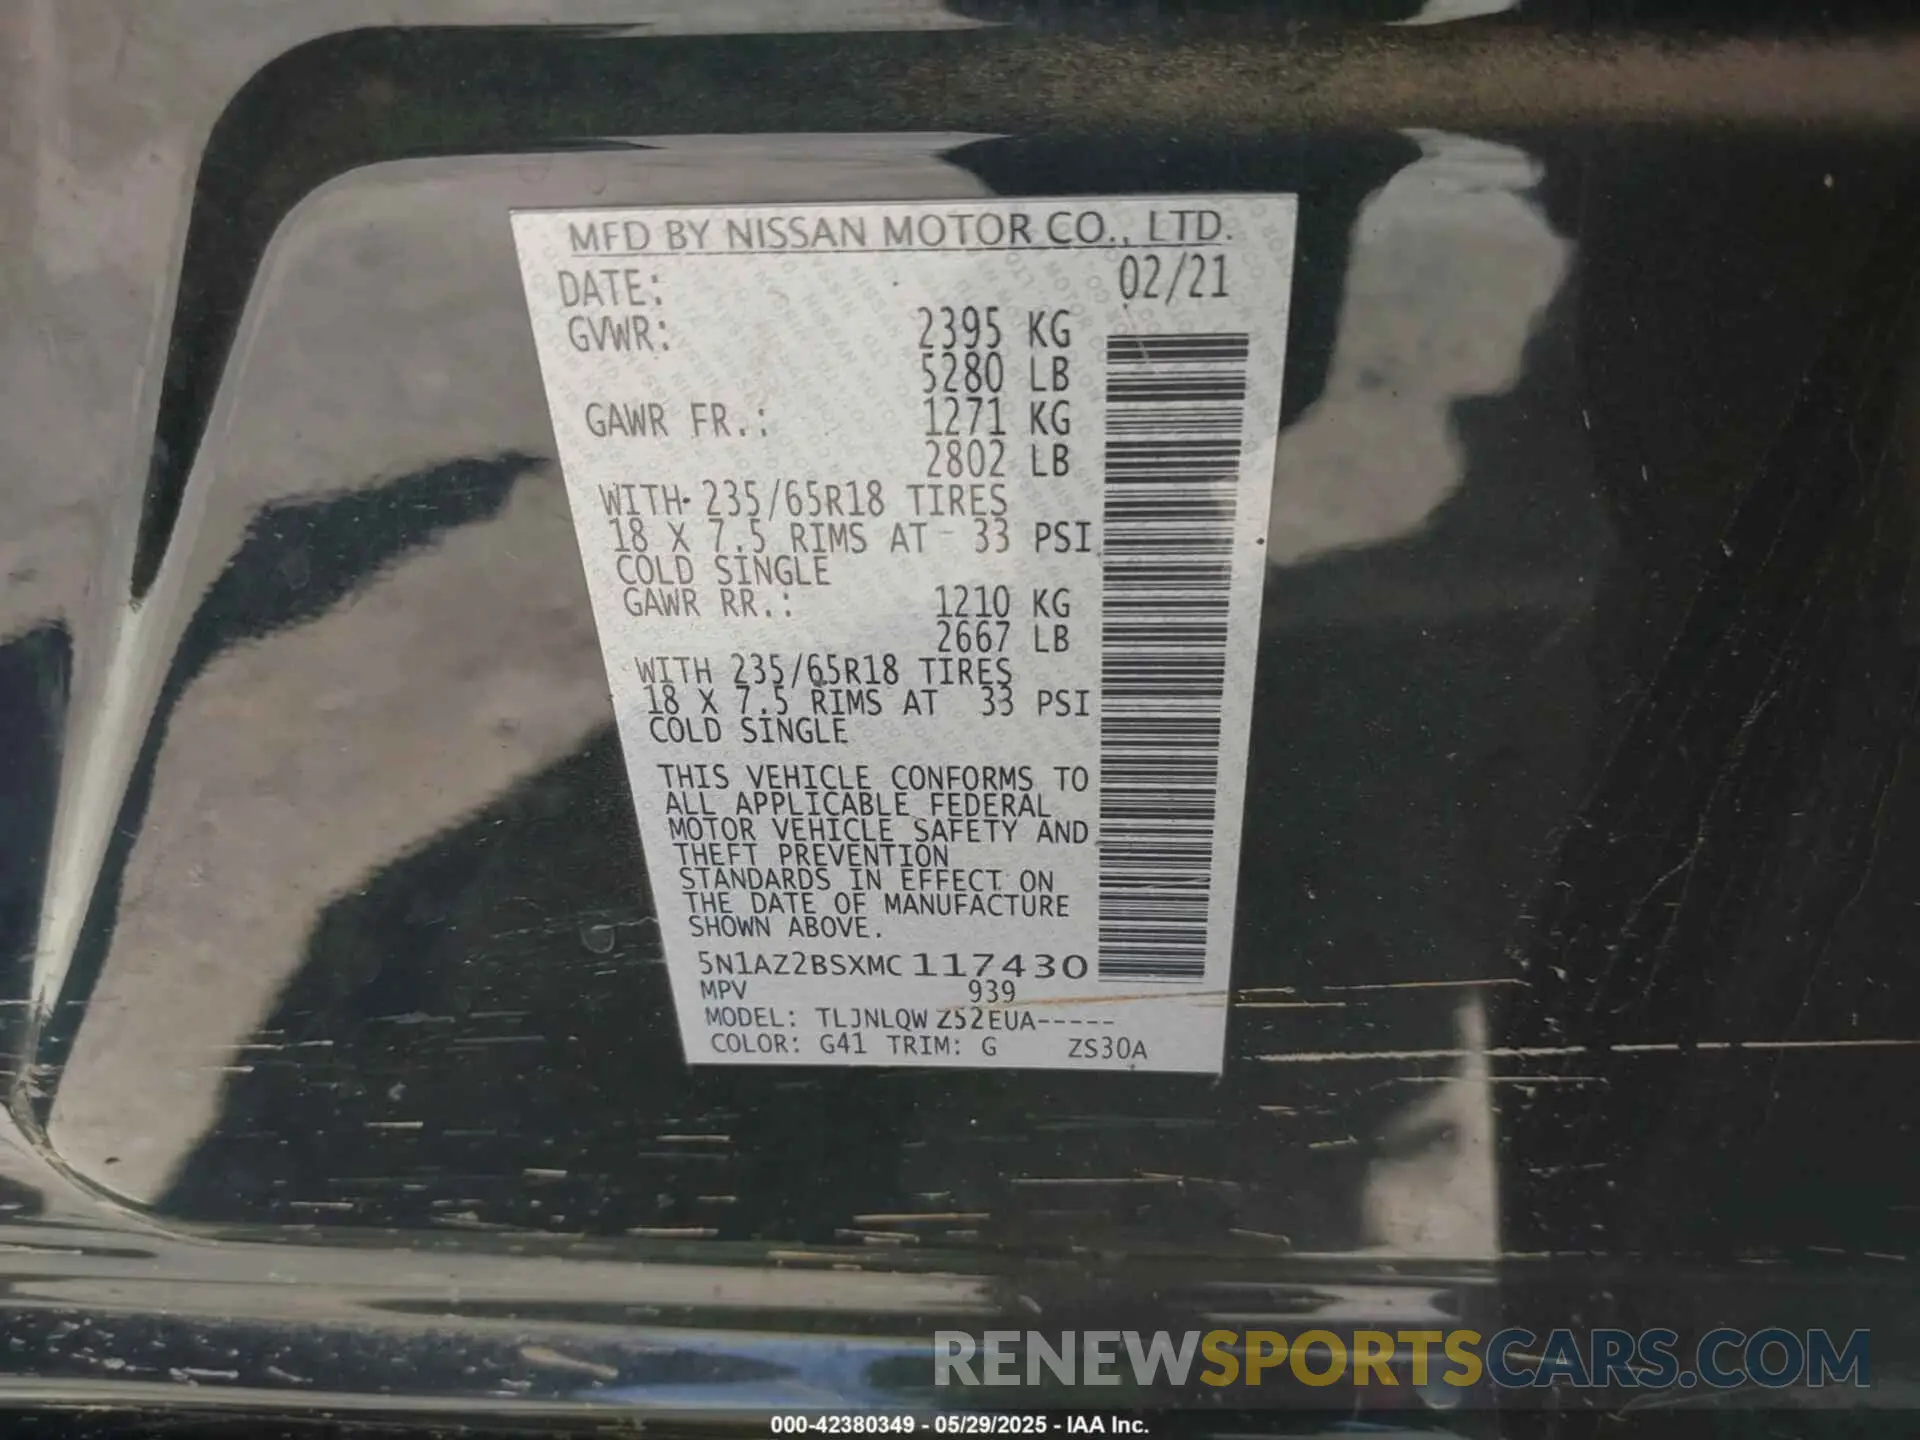 MFD BY NISSAN MOTOR CO., LTD.
DATE: 02/21
GVWR: 2395 KG
5280 LB
GAWR FR.: 1271 KG
2802 LB
WITH 235/65R18 TIRES
18 X 7.5 RIMS AT 33 PSI
COLD SINGLE
GAWR RR.: 1210 KG
2667 LB
WITH 235/65R18 TIRES
18 X 7.5 RIMS AT 33 PSI
COLD SINGLE
THIS VEHICLE CONFORMS TO
ALL APPLICABLE FEDERAL
MOTOR VEHICLE SAFETY AND
THEFT PREVENTION
STANDARDS IN EFFECT ON
THE DATE OF MANUFACTURE
SHOWN ABOVE.
5N1AZ2BSXMC117430
MPV 939
MODEL: TLJNLQW Z52EUA-----
COLOR: G41 TRIM: G ZS30A
RENEWSPORTSCARS.COM
000-42380349 - 05/29/2025 - IAA Inc.